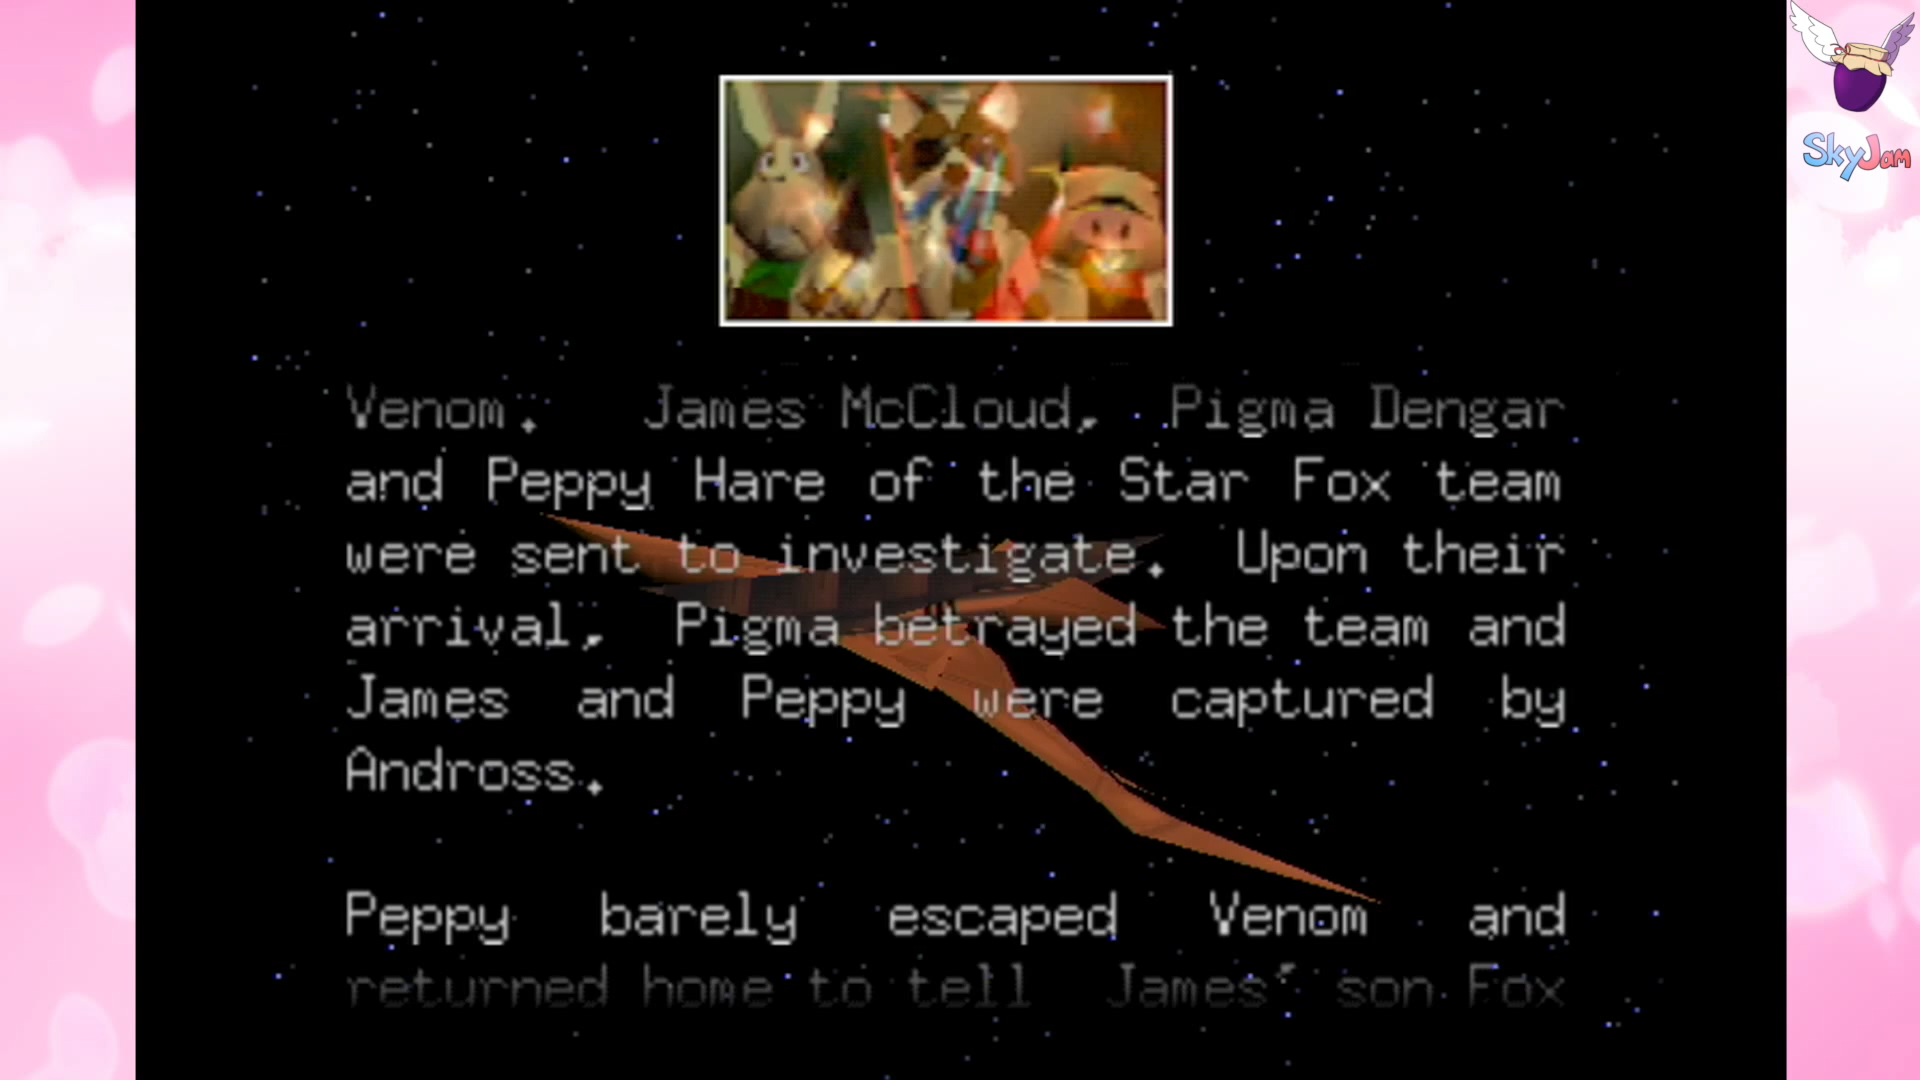 SkyJam
Venom. James McCloud, Pigma Dengar
and Peppy Hare of the Star Fox team
were sent to investigate. Upon their
arrival, Pigma betrayed the team and
James and Peppy were captured by
Andross.
Peppy barely escaped Venom and
returned home to tell James' son Fox